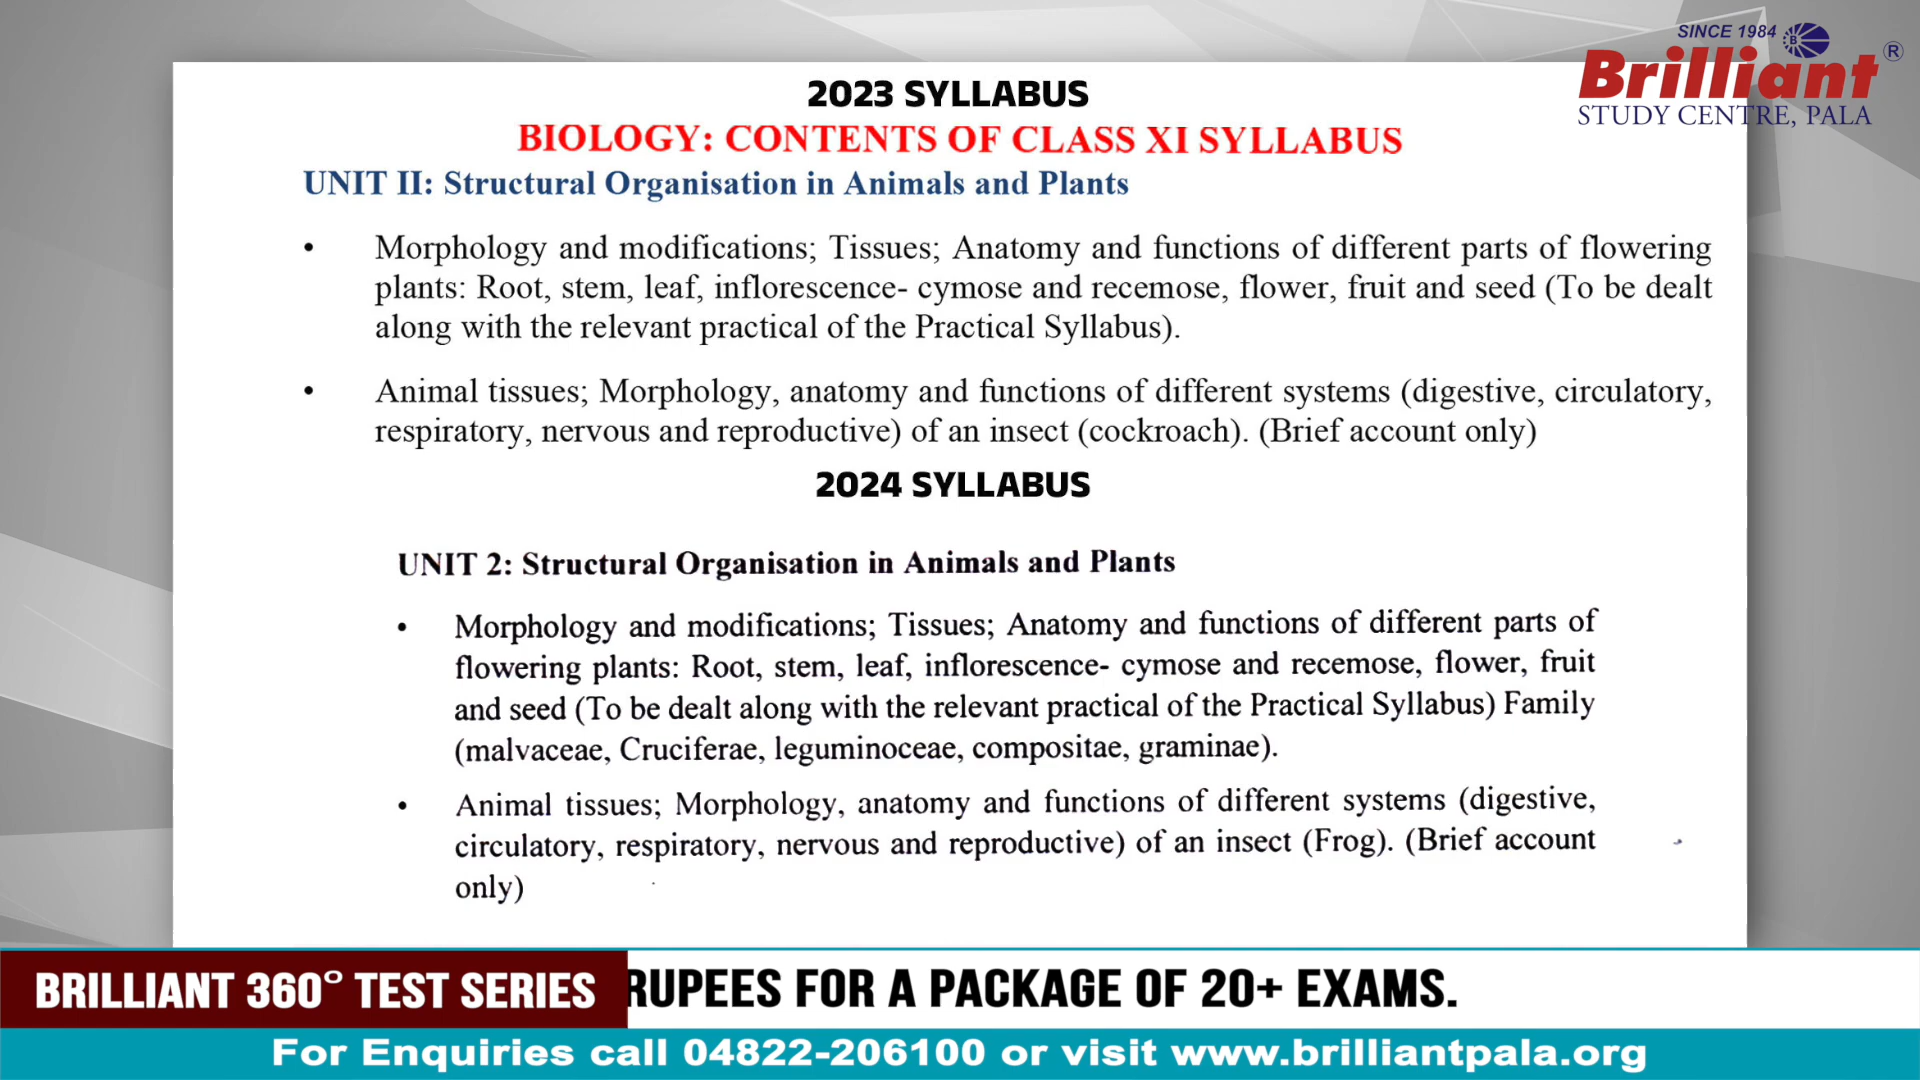 SINCE 1984
Brilliant ®
STUDY CENTRE, PALA
2023 SYLLABUS
BIOLOGY: CONTENTS OF CLASS XI SYLLABUS
UNIT II: Structural Organisation in Animals and Plants
• Morphology and modifications; Tissues; Anatomy and functions of different parts of flowering
plants: Root, stem, leaf, inflorescence- cymose and recemose, flower, fruit and seed (To be dealt
along with the relevant practical of the Practical Syllabus).
• Animal tissues; Morphology, anatomy and functions of different systems (digestive, circulatory,
respiratory, nervous and reproductive) of an insect (cockroach). (Brief account only)
2024 SYLLABUS
UNIT 2: Structural Organisation in Animals and Plants
• Morphology and modifications; Tissues; Anatomy and functions of different parts of
flowering plants: Root, stem, leaf, inflorescence- cymose and recemose, flower, fruit
and seed (To be dealt along with the relevant practical of the Practical Syllabus) Family
(malvaceae, Cruciferae, leguminoceae, compositae, graminae).
• Animal tissues; Morphology, anatomy and functions of different systems (digestive,
circulatory, respiratory, nervous and reproductive) of an insect (Frog). (Brief account
only)
BRILLIANT 360° TEST SERIES RUPEES FOR A PACKAGE OF 20+ EXAMS.
For Enquiries call 04822-206100 or visit www.brilliantpala.org